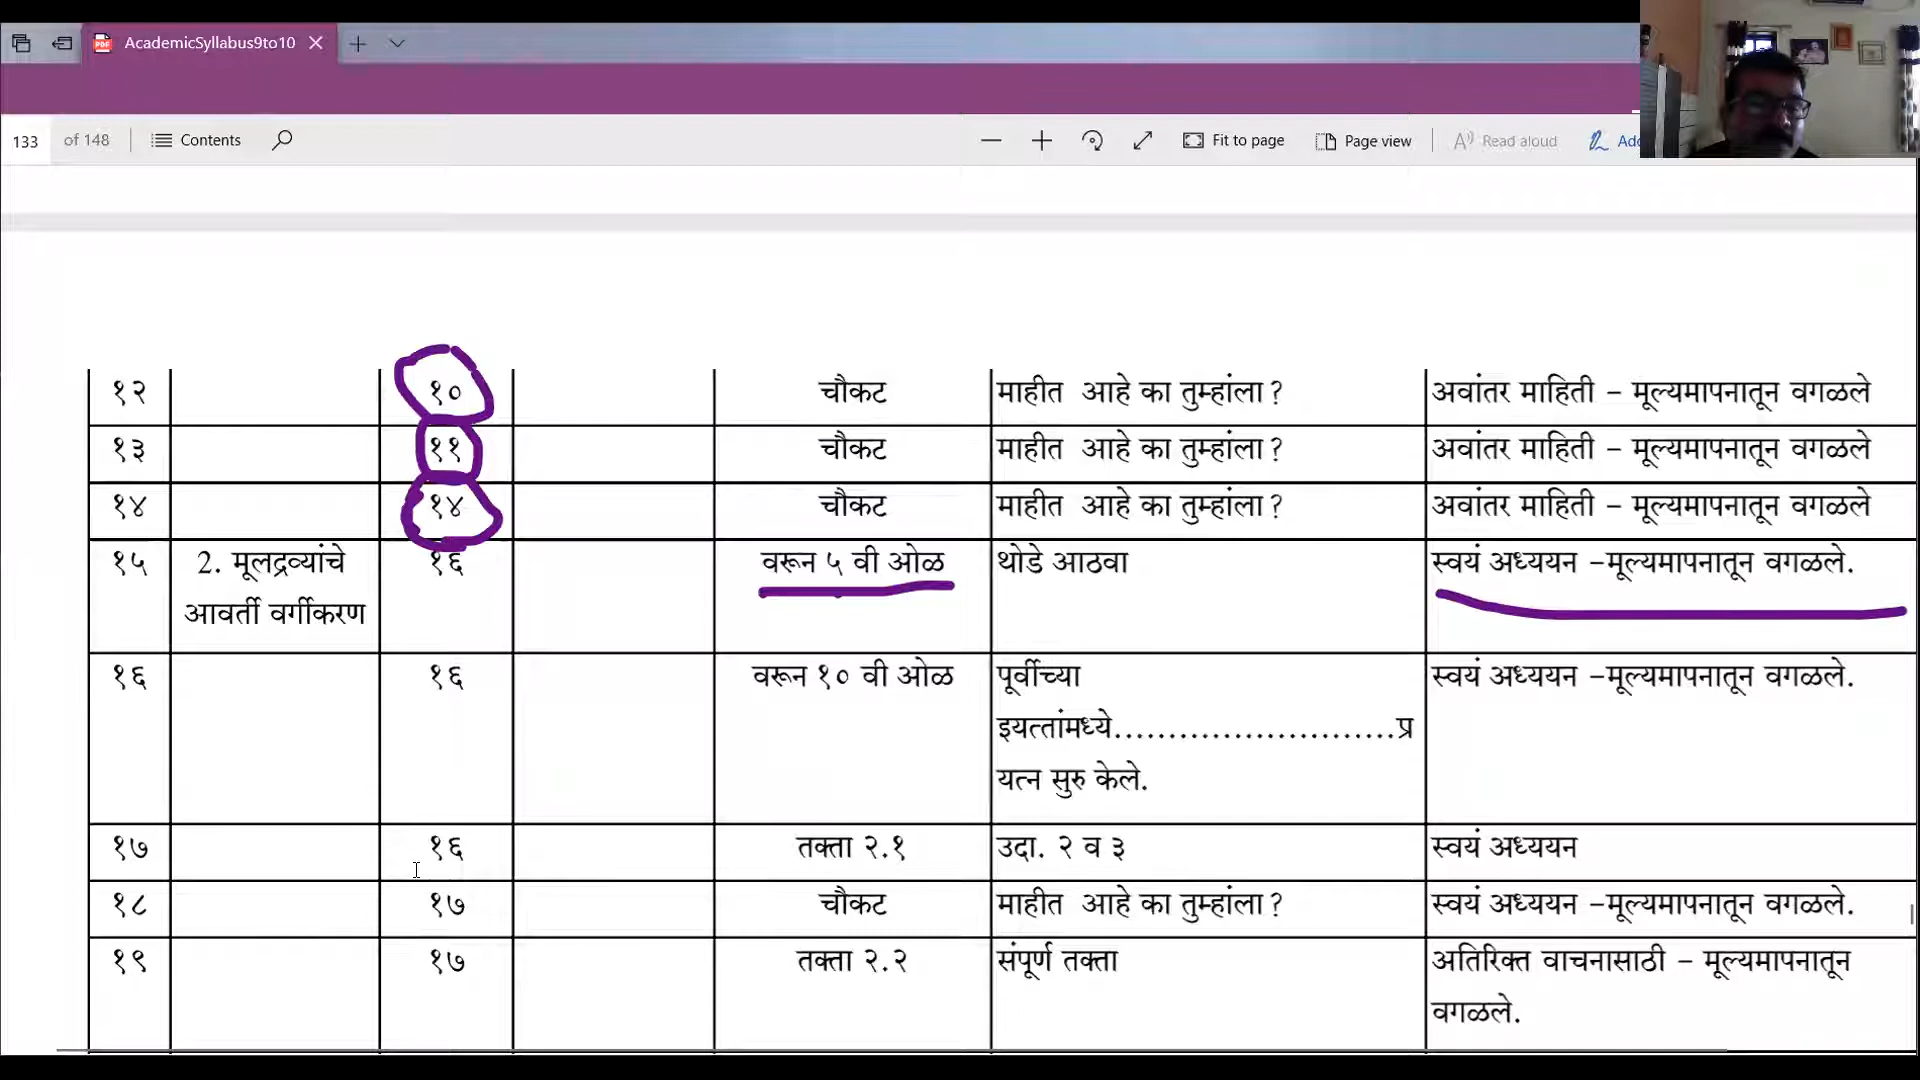 AcademicSyllabus9to10
133 of 148 Contents Fit to page Page view Read aloud
१२ १० चौकट माहीत आहे का तुम्हांला? अवांतर माहिती – मूल्यमापनातून वगळले
१३ ११ चौकट माहीत आहे का तुम्हांला? अवांतर माहिती – मूल्यमापनातून वगळले
१४ १४ चौकट माहीत आहे का तुम्हांला? अवांतर माहिती – मूल्यमापनातून वगळले
१५ 2. मूलद्रव्यांचे १६ वरून ५ वी ओळ थोडे आठवा स्वयं अध्ययन –मूल्यमापनातून वगळले.
आवर्ती वर्गीकरण
१६ १६ वरून १० वी ओळ पूर्वीच्या स्वयं अध्ययन –मूल्यमापनातून वगळले.
इयत्तांमध्ये..........................प्र
यत्न सुरु केले.
१७ १६ तक्ता २.१ उदा. २ व ३ स्वयं अध्ययन
१८ १७ चौकट माहीत आहे का तुम्हांला? स्वयं अध्ययन –मूल्यमापनातून वगळले.
१९ १७ तक्ता २.२ संपूर्ण तक्ता अतिरिक्त वाचनासाठी – मूल्यमापनातून
वगळले.